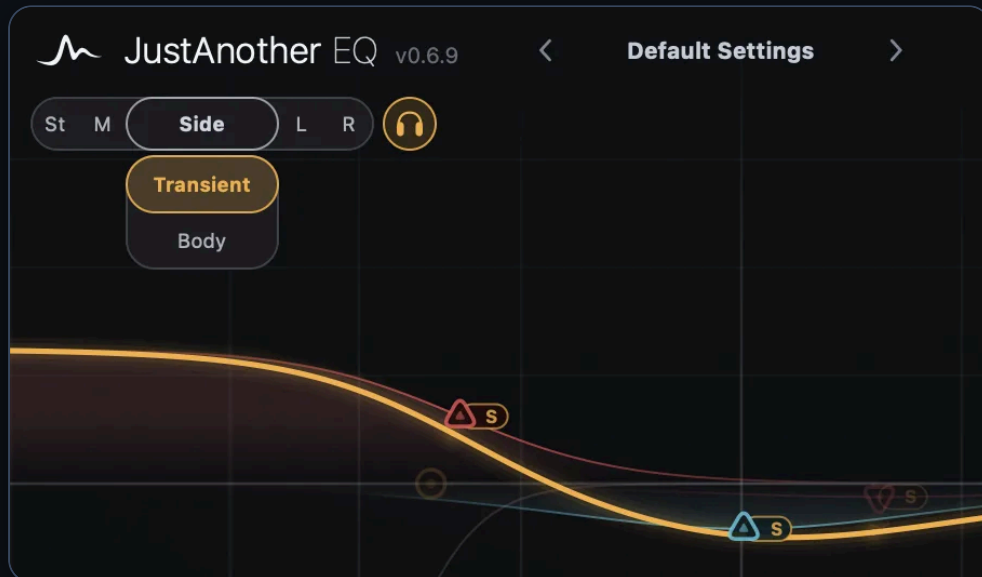 JustAnother EQ v0.6.9
Default Settings
St M Side L R
Transient
Body
S
S
S